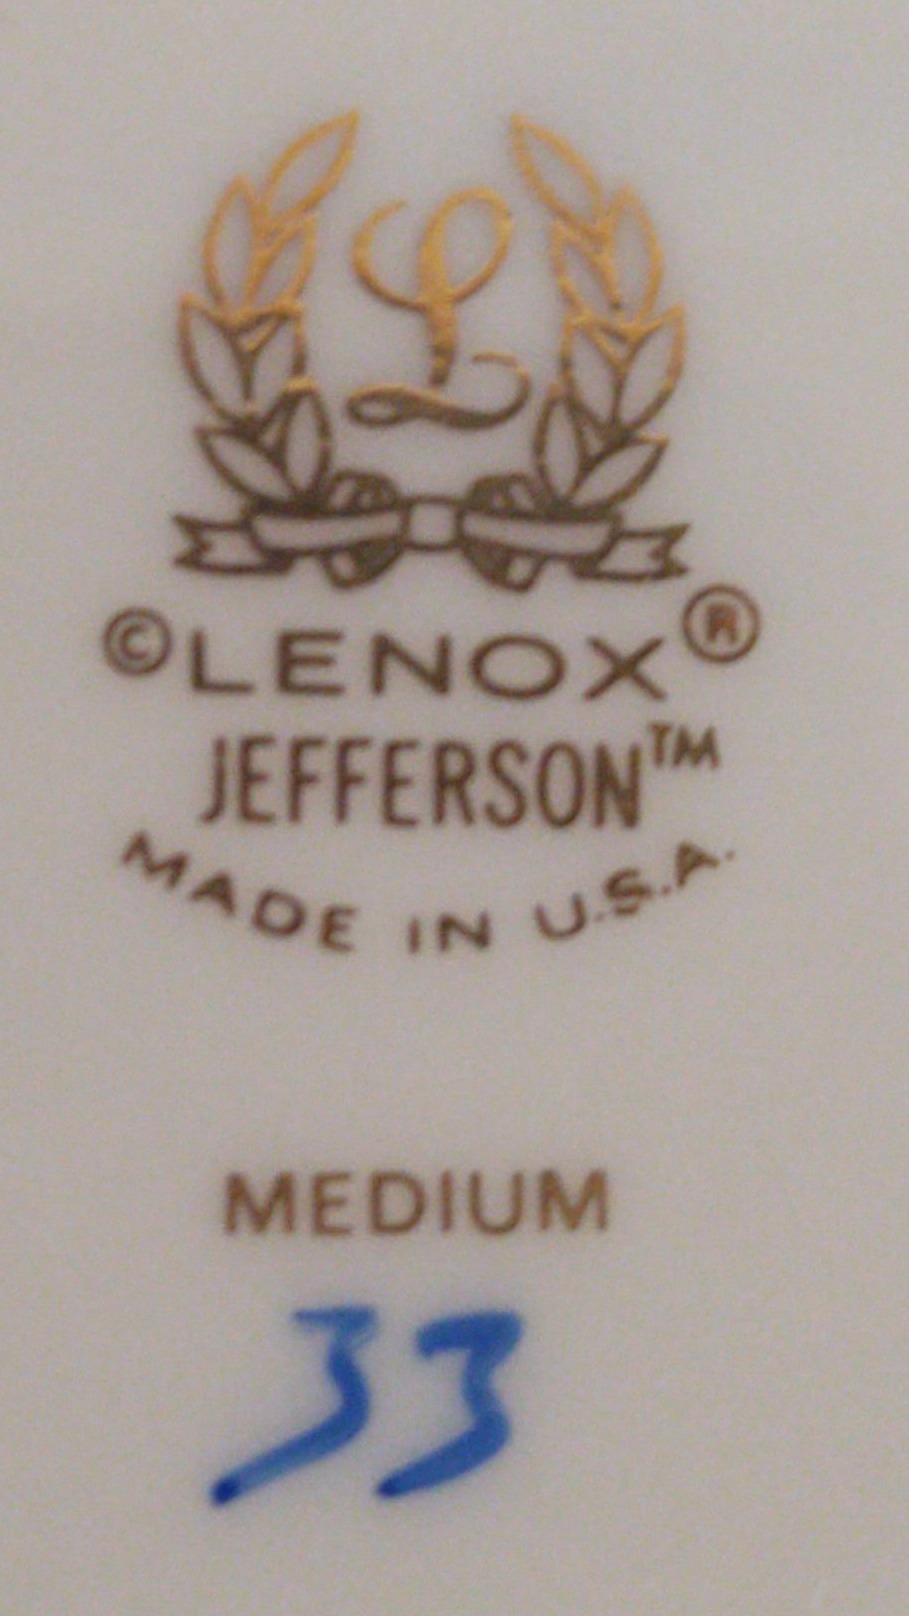 L
©LENOX®
JEFFERSON™
MADE IN U.S.A.
MEDIUM
33